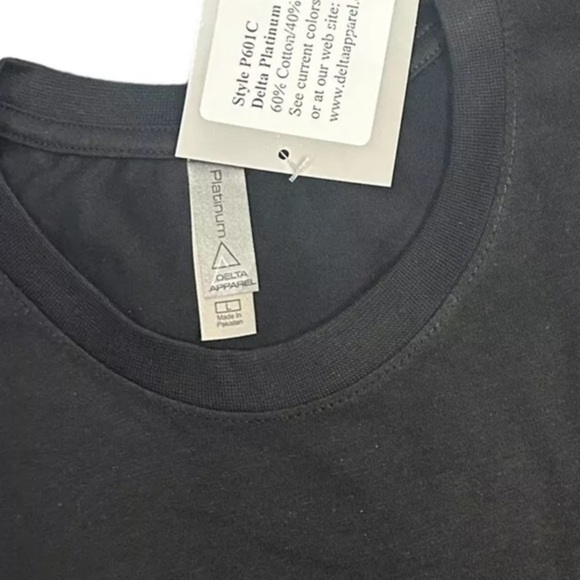 Style P601C
Delta Platinum
60% Cotton/40%
See current colors
or at our web site:
www.deltaapparel.
Platinum
DELTA
APPAREL
L
Made In
Pakistan